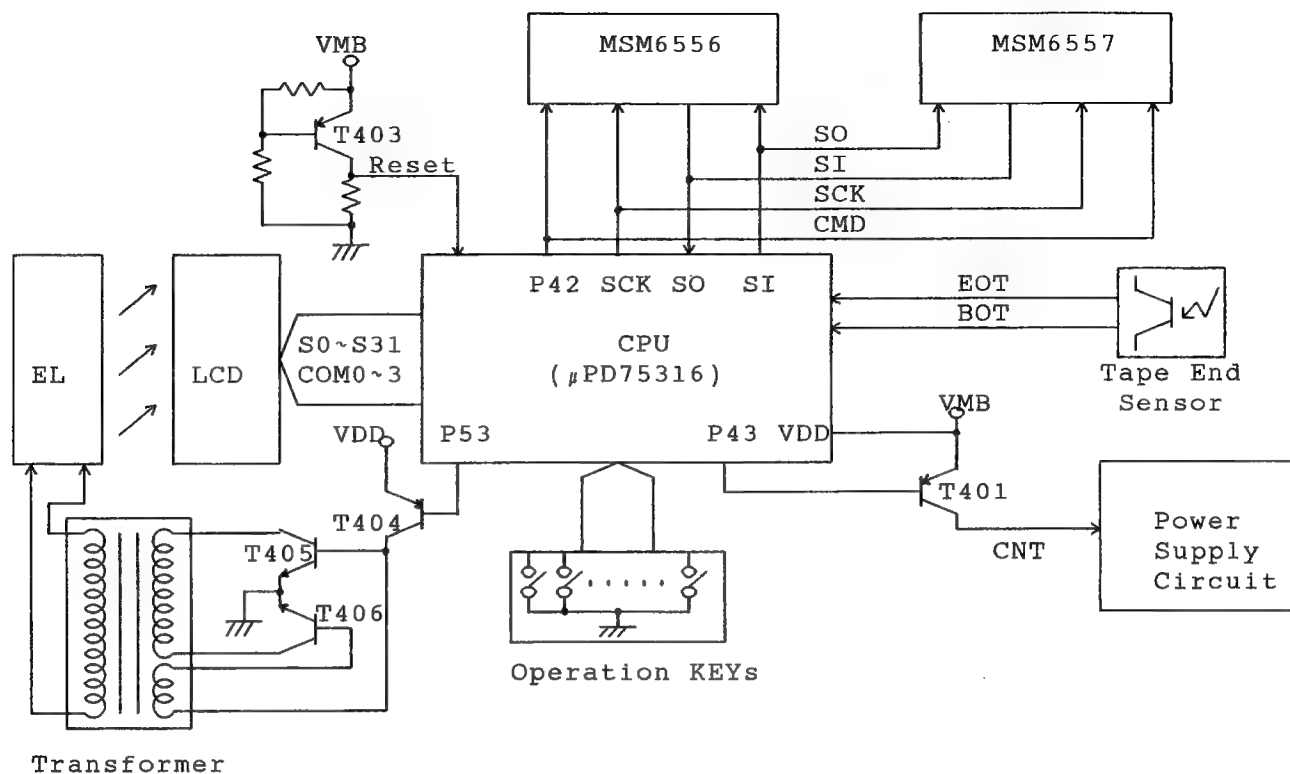 VMB
MSM6556
MSM6557
T403
Reset
SO
SI
SCK
CMD
P42 SCK SO SI
EOT
BOT
S0~S31
COM0~3
CPU
(μPD75316)
EL
LCD
Tape End
Sensor
VMB
VDD
P53
P43 VDD
T401
T404
T405
T406
CNT
Power
Supply
Circuit
Operation KEYs
Transformer